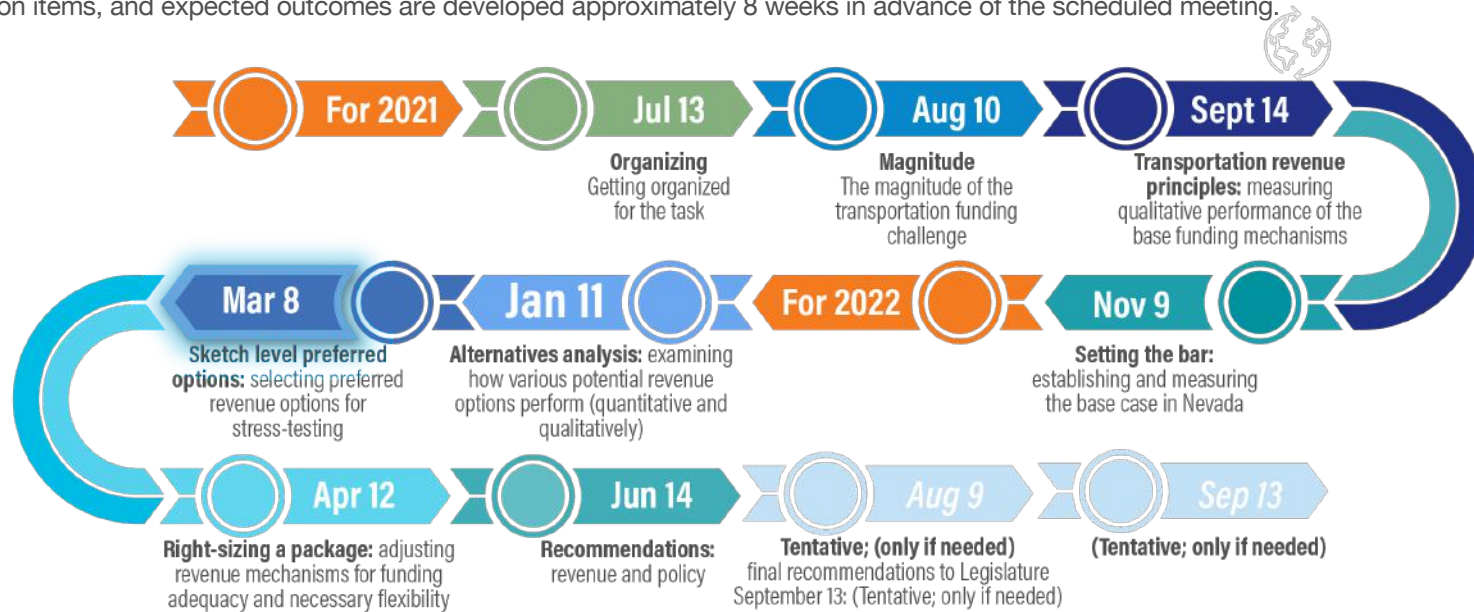 on items, and expected outcomes are developed approximately 8 weeks in advance of the scheduled meeting.
For 2021
Jul 13
Organizing
Getting organized
for the task
Aug 10
Magnitude
The magnitude of the
transportation funding
challenge
Sept 14
Transportation revenue
principles: measuring
qualitative performance of the
base funding mechanisms
Nov 9
Setting the bar:
establishing and measuring
the base case in Nevada
For 2022
Jan 11
Alternatives analysis: examining
how various potential revenue
options perform (quantitative and
qualitatively)
Mar 8
Sketch level preferred
options: selecting preferred
revenue options for
stress-testing
Apr 12
Right-sizing a package: adjusting
revenue mechanisms for funding
adequacy and necessary flexibility
Jun 14
Recommendations:
revenue and policy
Aug 9
Tentative; (only if needed)
final recommendations to Legislature
September 13: (Tentative; only if needed)
Sep 13
(Tentative; only if needed)